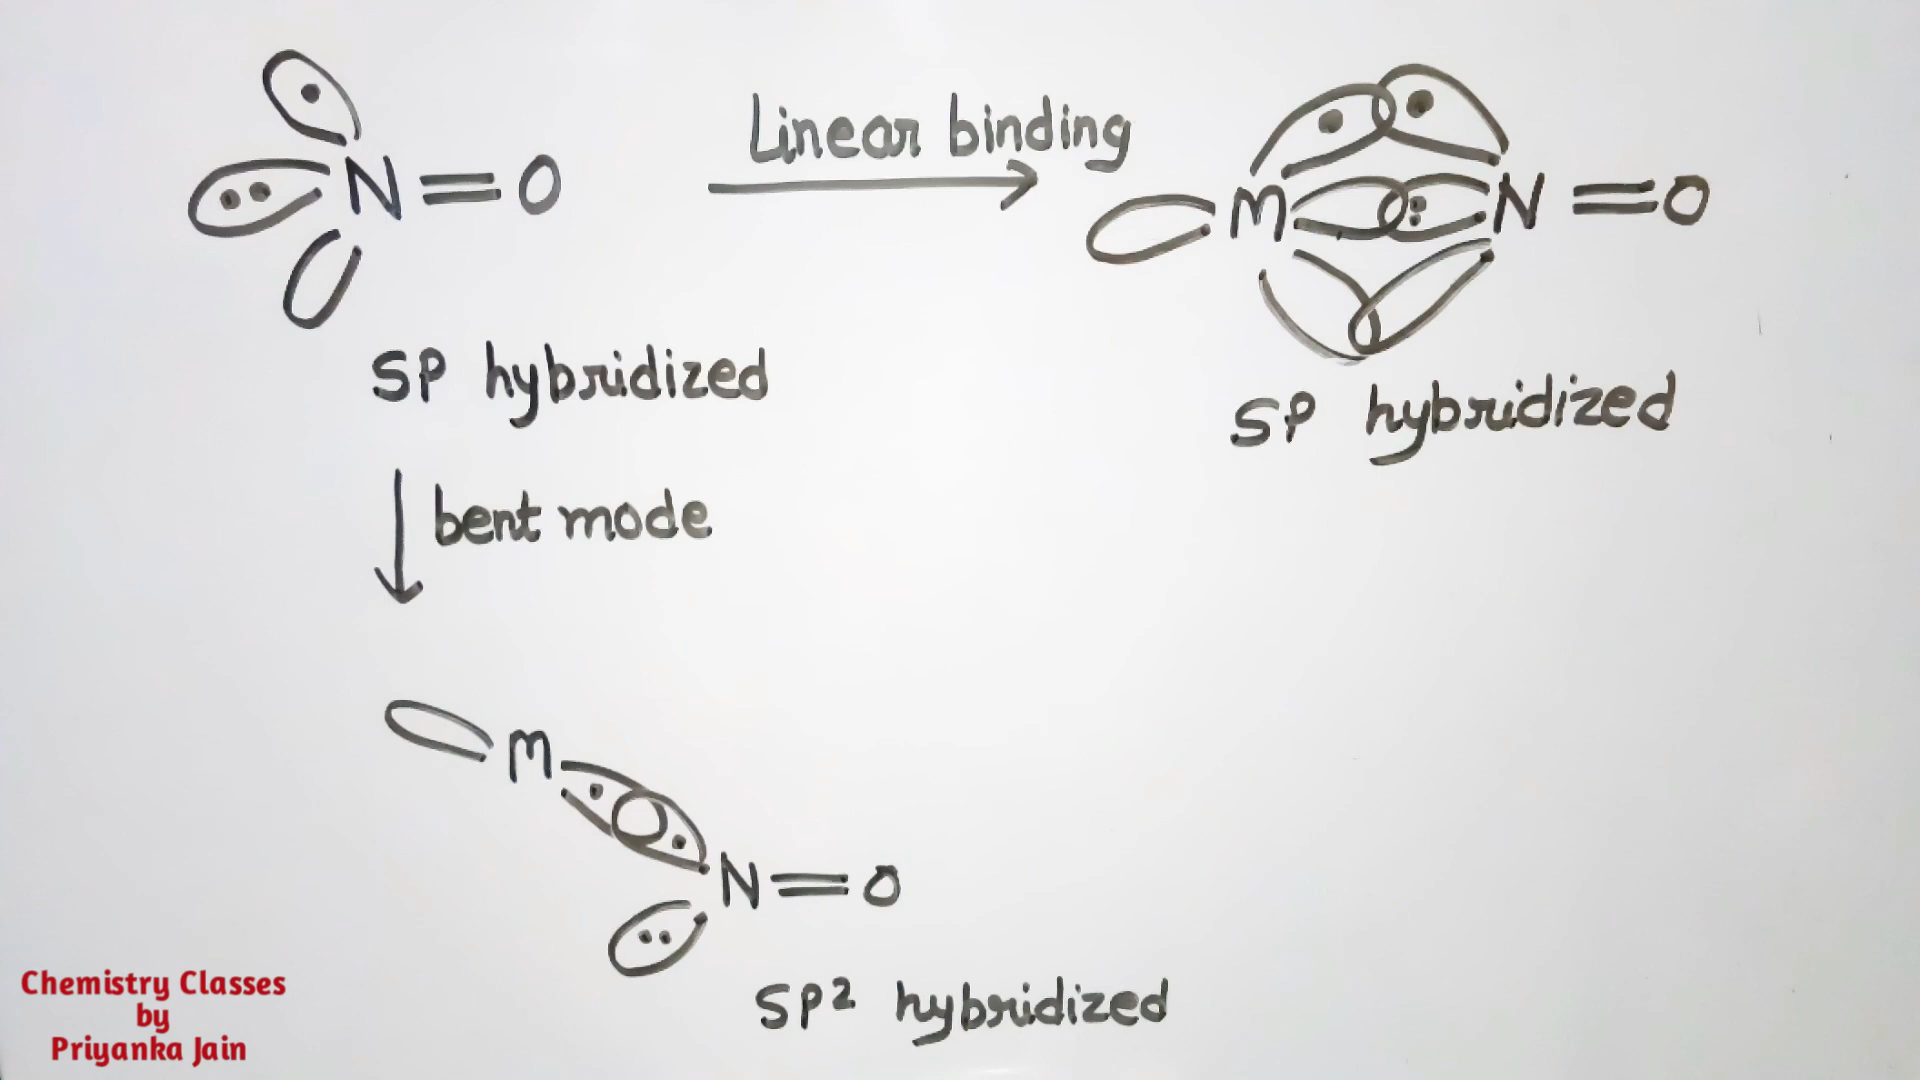 Linear binding
N=O
M N=O
SP hybridized
SP hybridized
bent mode
M
N=O
SP² hybridized
Chemistry Classes
by
Priyanka Jain